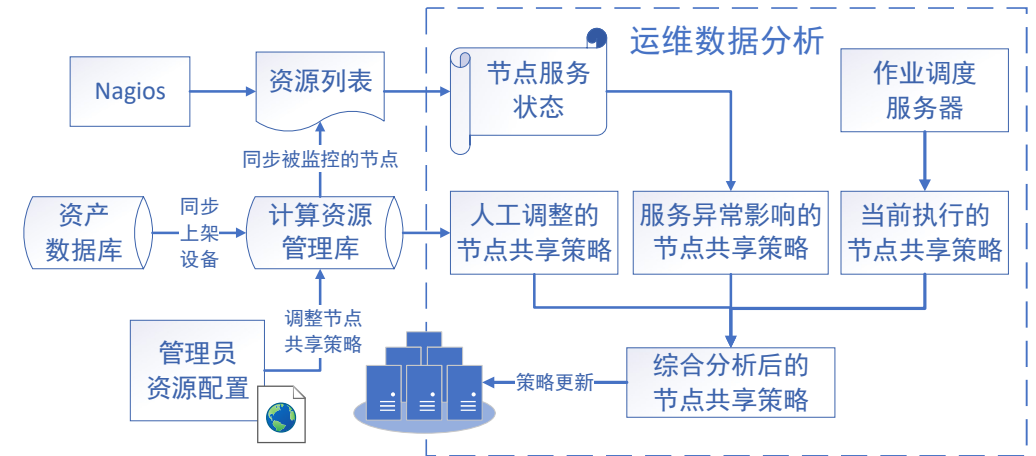 运维数据分析
Nagios
资源列表
节点服务
状态
作业调度
服务器
同步被监控的节点
资产
数据库
同步
上架
设备
计算资源
管理库
人工调整的
节点共享策略
服务异常影响的
节点共享策略
当前执行的
节点共享策略
调整节点
共享策略
管理员
资源配置
策略更新
综合分析后的
节点共享策略